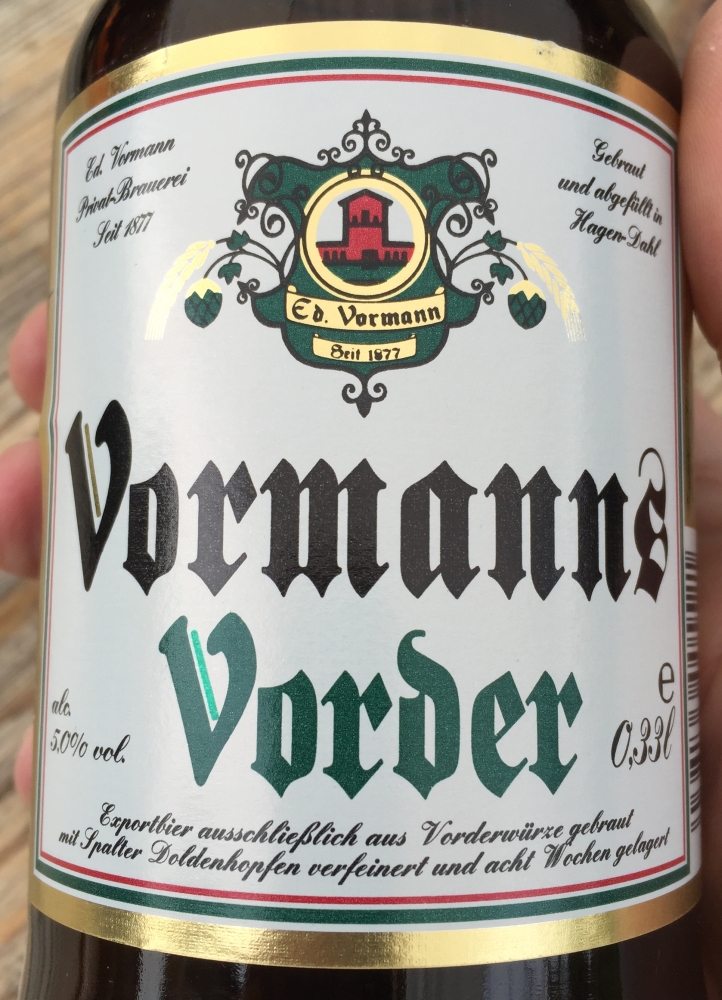 Ed. Vormann
Privat-Brauerei
Seit 1877
Gebraut
und abgefüllt in
Hagen-Dahl
Ed. Vormann
Seit 1877
Vormanns
Vorder
alc.
5,0% vol.
e
0,33l
Exportbier ausschließlich aus Vorderwürze gebraut
mit Spalter Doldenhopfen verfeinert und acht Wochen gelagert